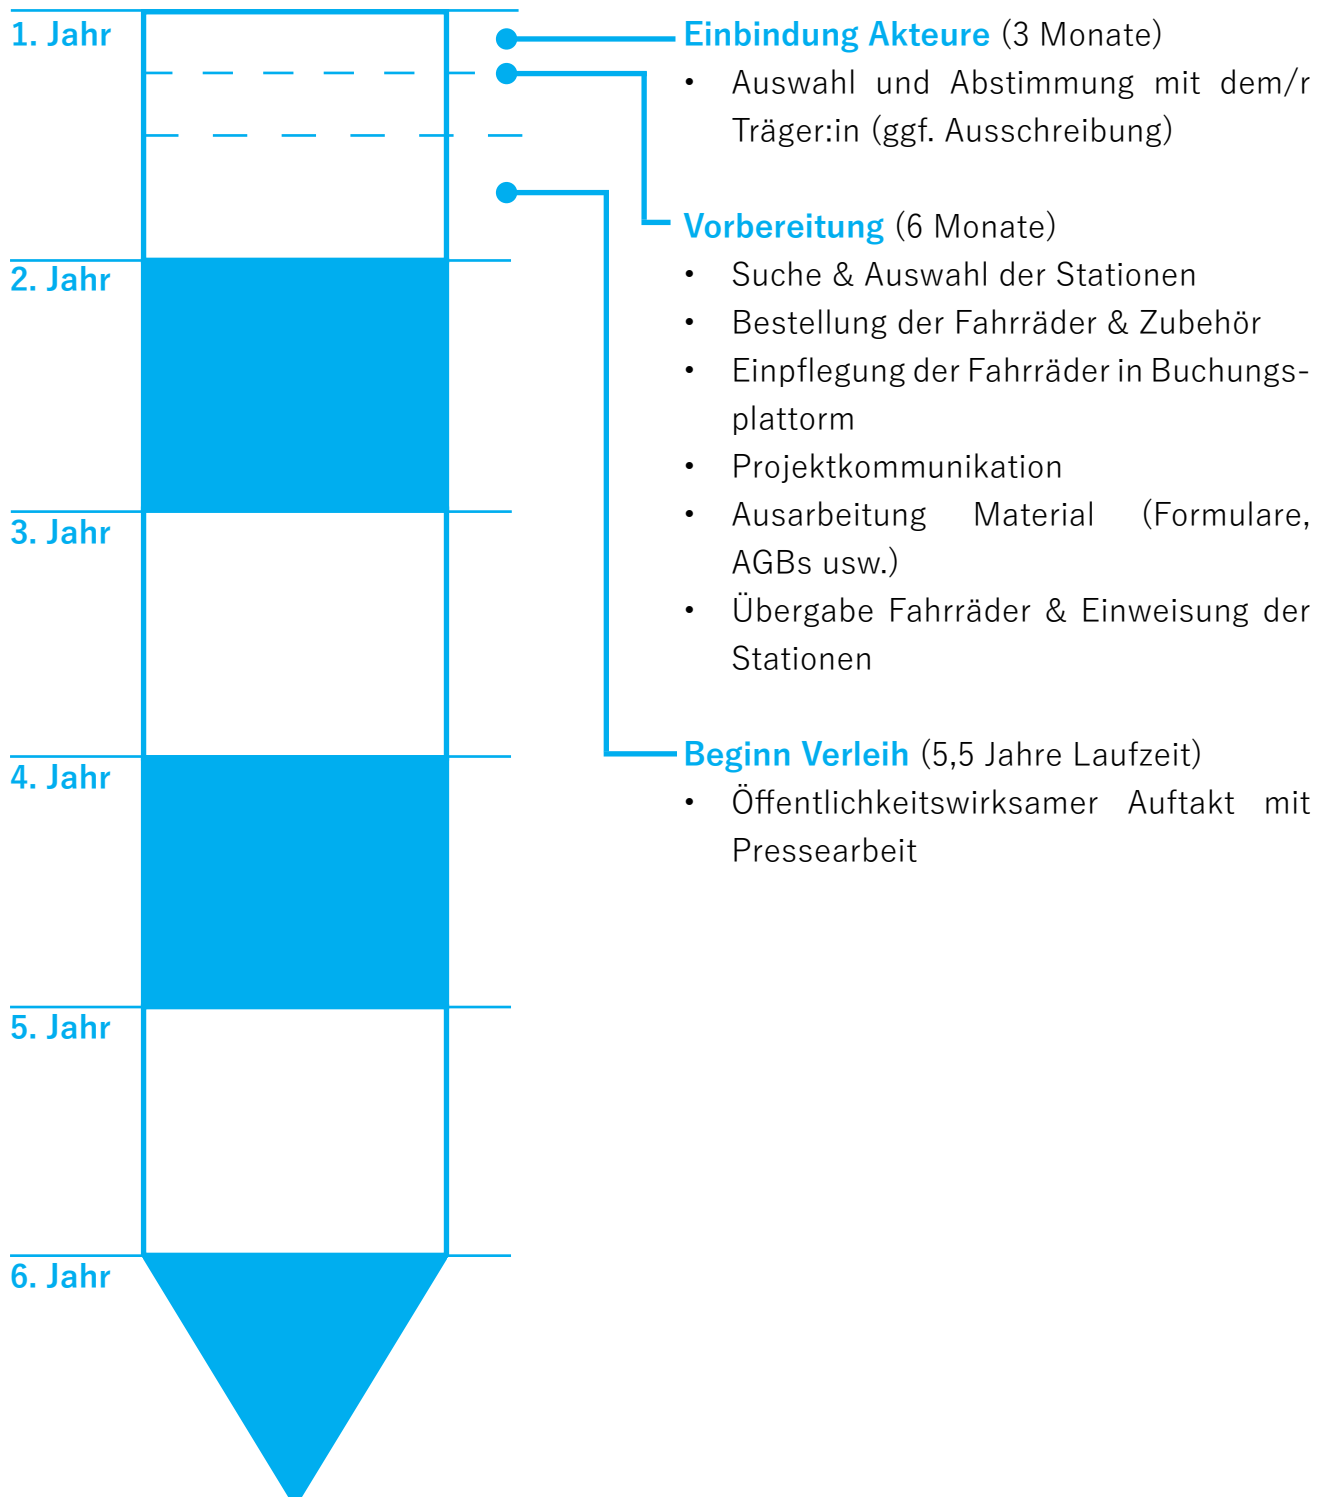 1. Jahr
Einbindung Akteure (3 Monate)
• Auswahl und Abstimmung mit dem/r
Träger:in (ggf. Ausschreibung)
Vorbereitung (6 Monate)
• Suche & Auswahl der Stationen
• Bestellung der Fahrräder & Zubehör
• Einpflegung der Fahrräder in Buchungs-
plattorm
• Projektkommunikation
• Ausarbeitung Material (Formulare,
AGBs usw.)
• Übergabe Fahrräder & Einweisung der
Stationen
Beginn Verleih (5,5 Jahre Laufzeit)
• Öffentlichkeitswirksamer Auftakt mit
Pressearbeit
2. Jahr
3. Jahr
4. Jahr
5. Jahr
6. Jahr